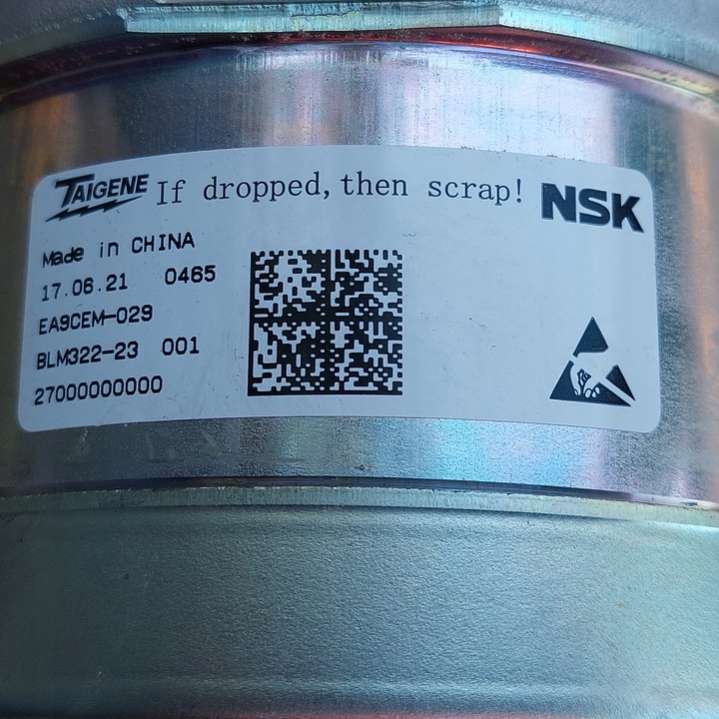 TAIGENE If dropped, then scrap! NSK
Made in CHINA
17.06.21 0465
EA9CEM-029
BLM322-23 001
27000000000